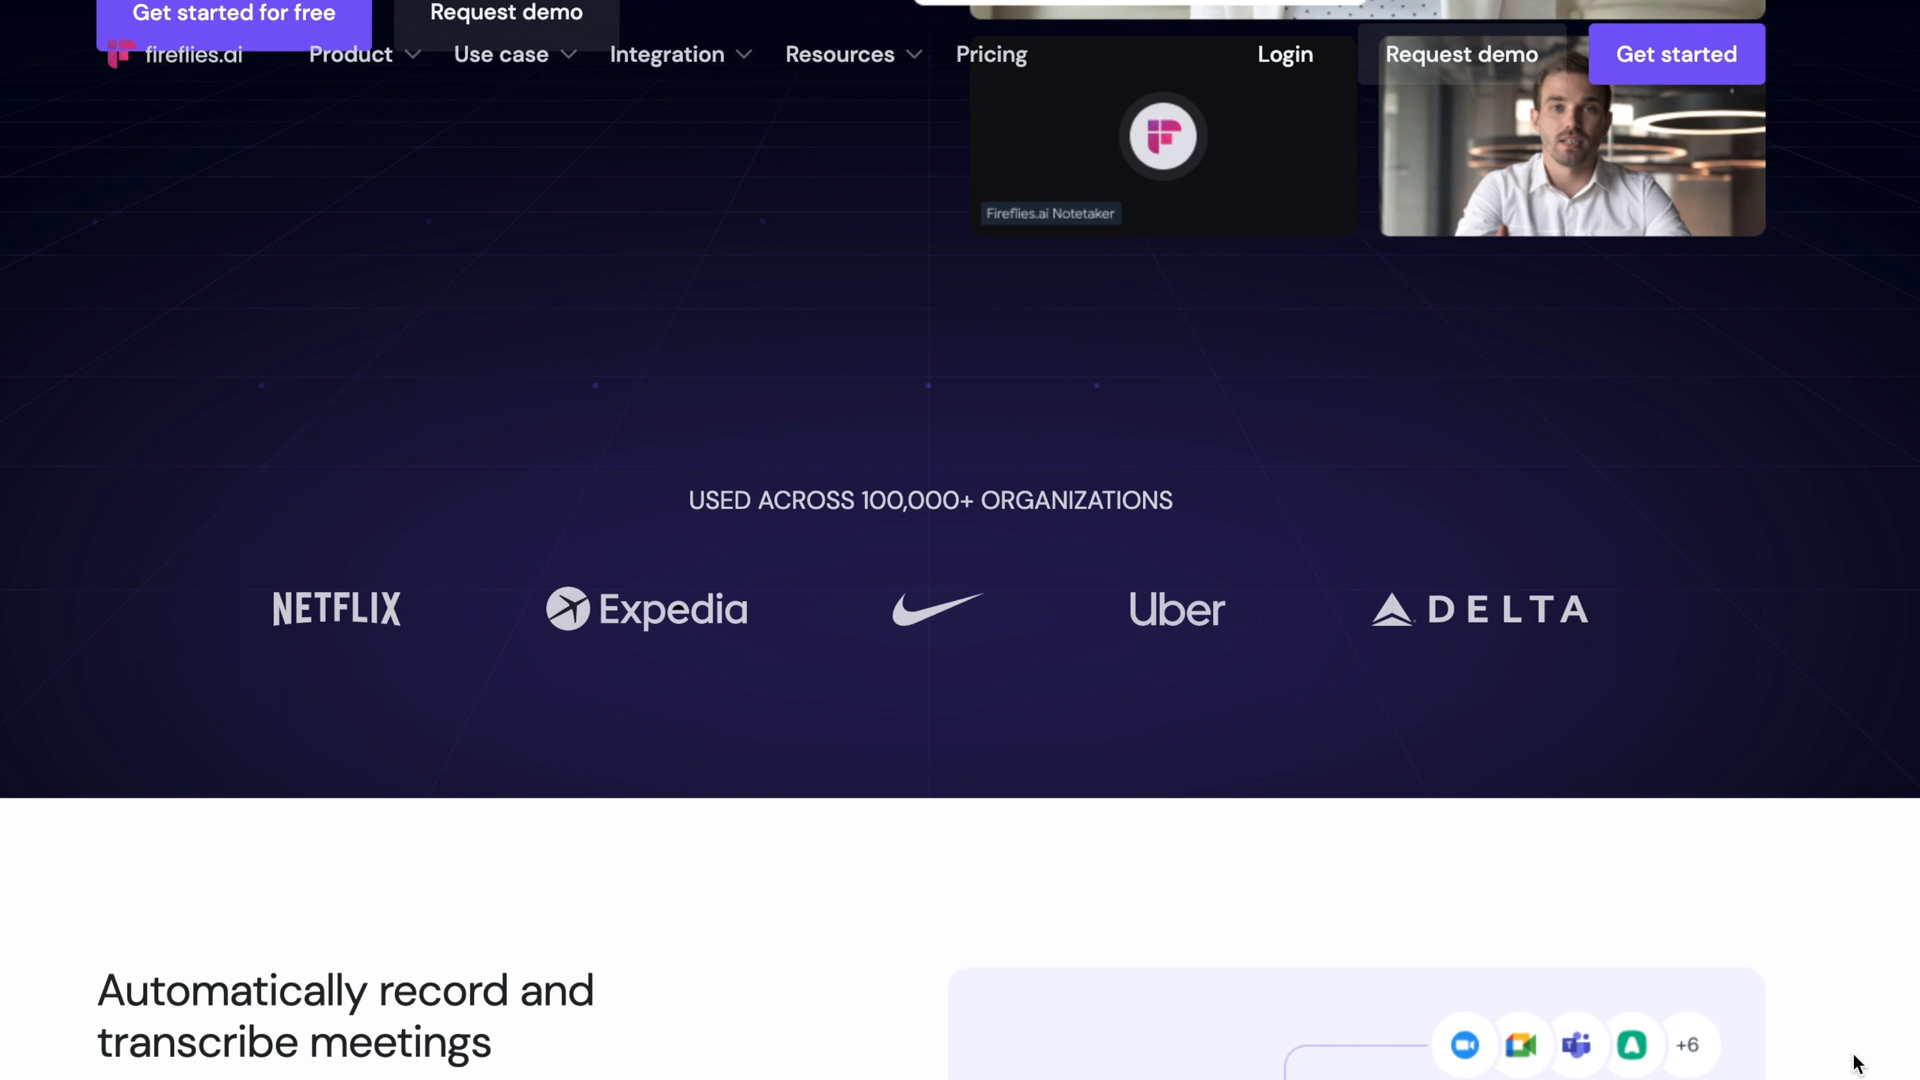 Get started for free
Request demo
fireflies.ai
Product
Use case
Integration
Resources
Pricing
Login
Request demo
Get started
Fireflies.ai Notetaker
USED ACROSS 100,000+ ORGANIZATIONS
NETFLIX
Expedia
Uber
DELTA
Automatically record and
transcribe meetings
+6